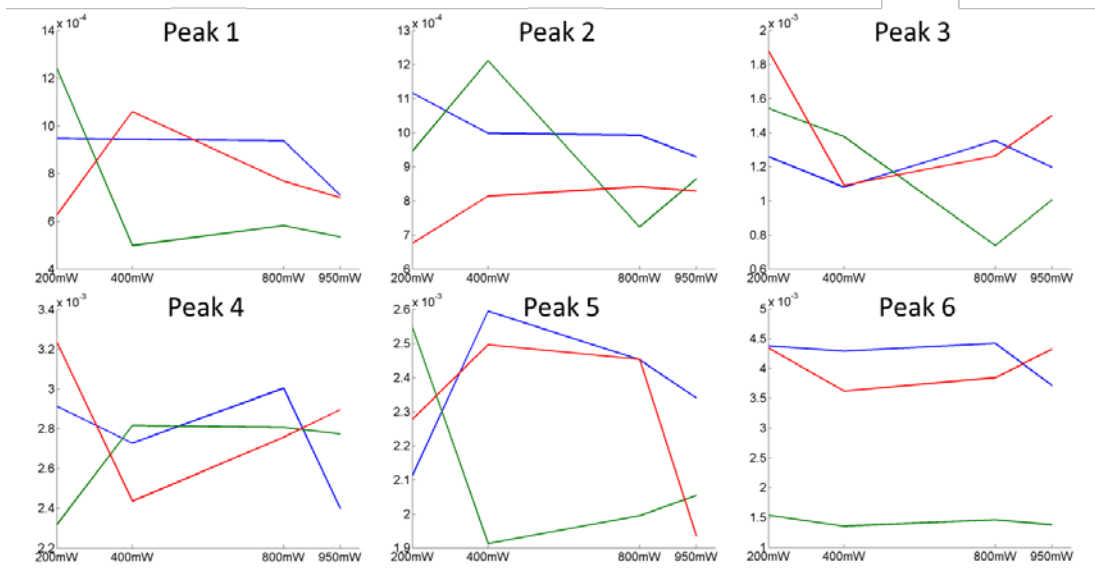 x 10⁻⁴
Peak 1
14
12
10
8
6
4
200mW 400mW 800mW 950mW
x 10⁻⁴
Peak 2
13
12
11
10
9
8
7
6
200mW 400mW 800mW 950mW
x 10⁻³
Peak 3
2
1.8
1.6
1.4
1.2
1
0.8
0.6
200mW 400mW 800mW 950mW
x 10⁻³
Peak 4
3.4
3.2
3
2.8
2.6
2.4
2.2
200mW 400mW 800mW 950mW
x 10⁻³
Peak 5
2.6
2.5
2.4
2.3
2.2
2.1
2
1.9
200mW 400mW 800mW 950mW
x 10⁻³
Peak 6
5
4.5
4
3.5
3
2.5
2
1.5
1
200mW 400mW 800mW 950mW